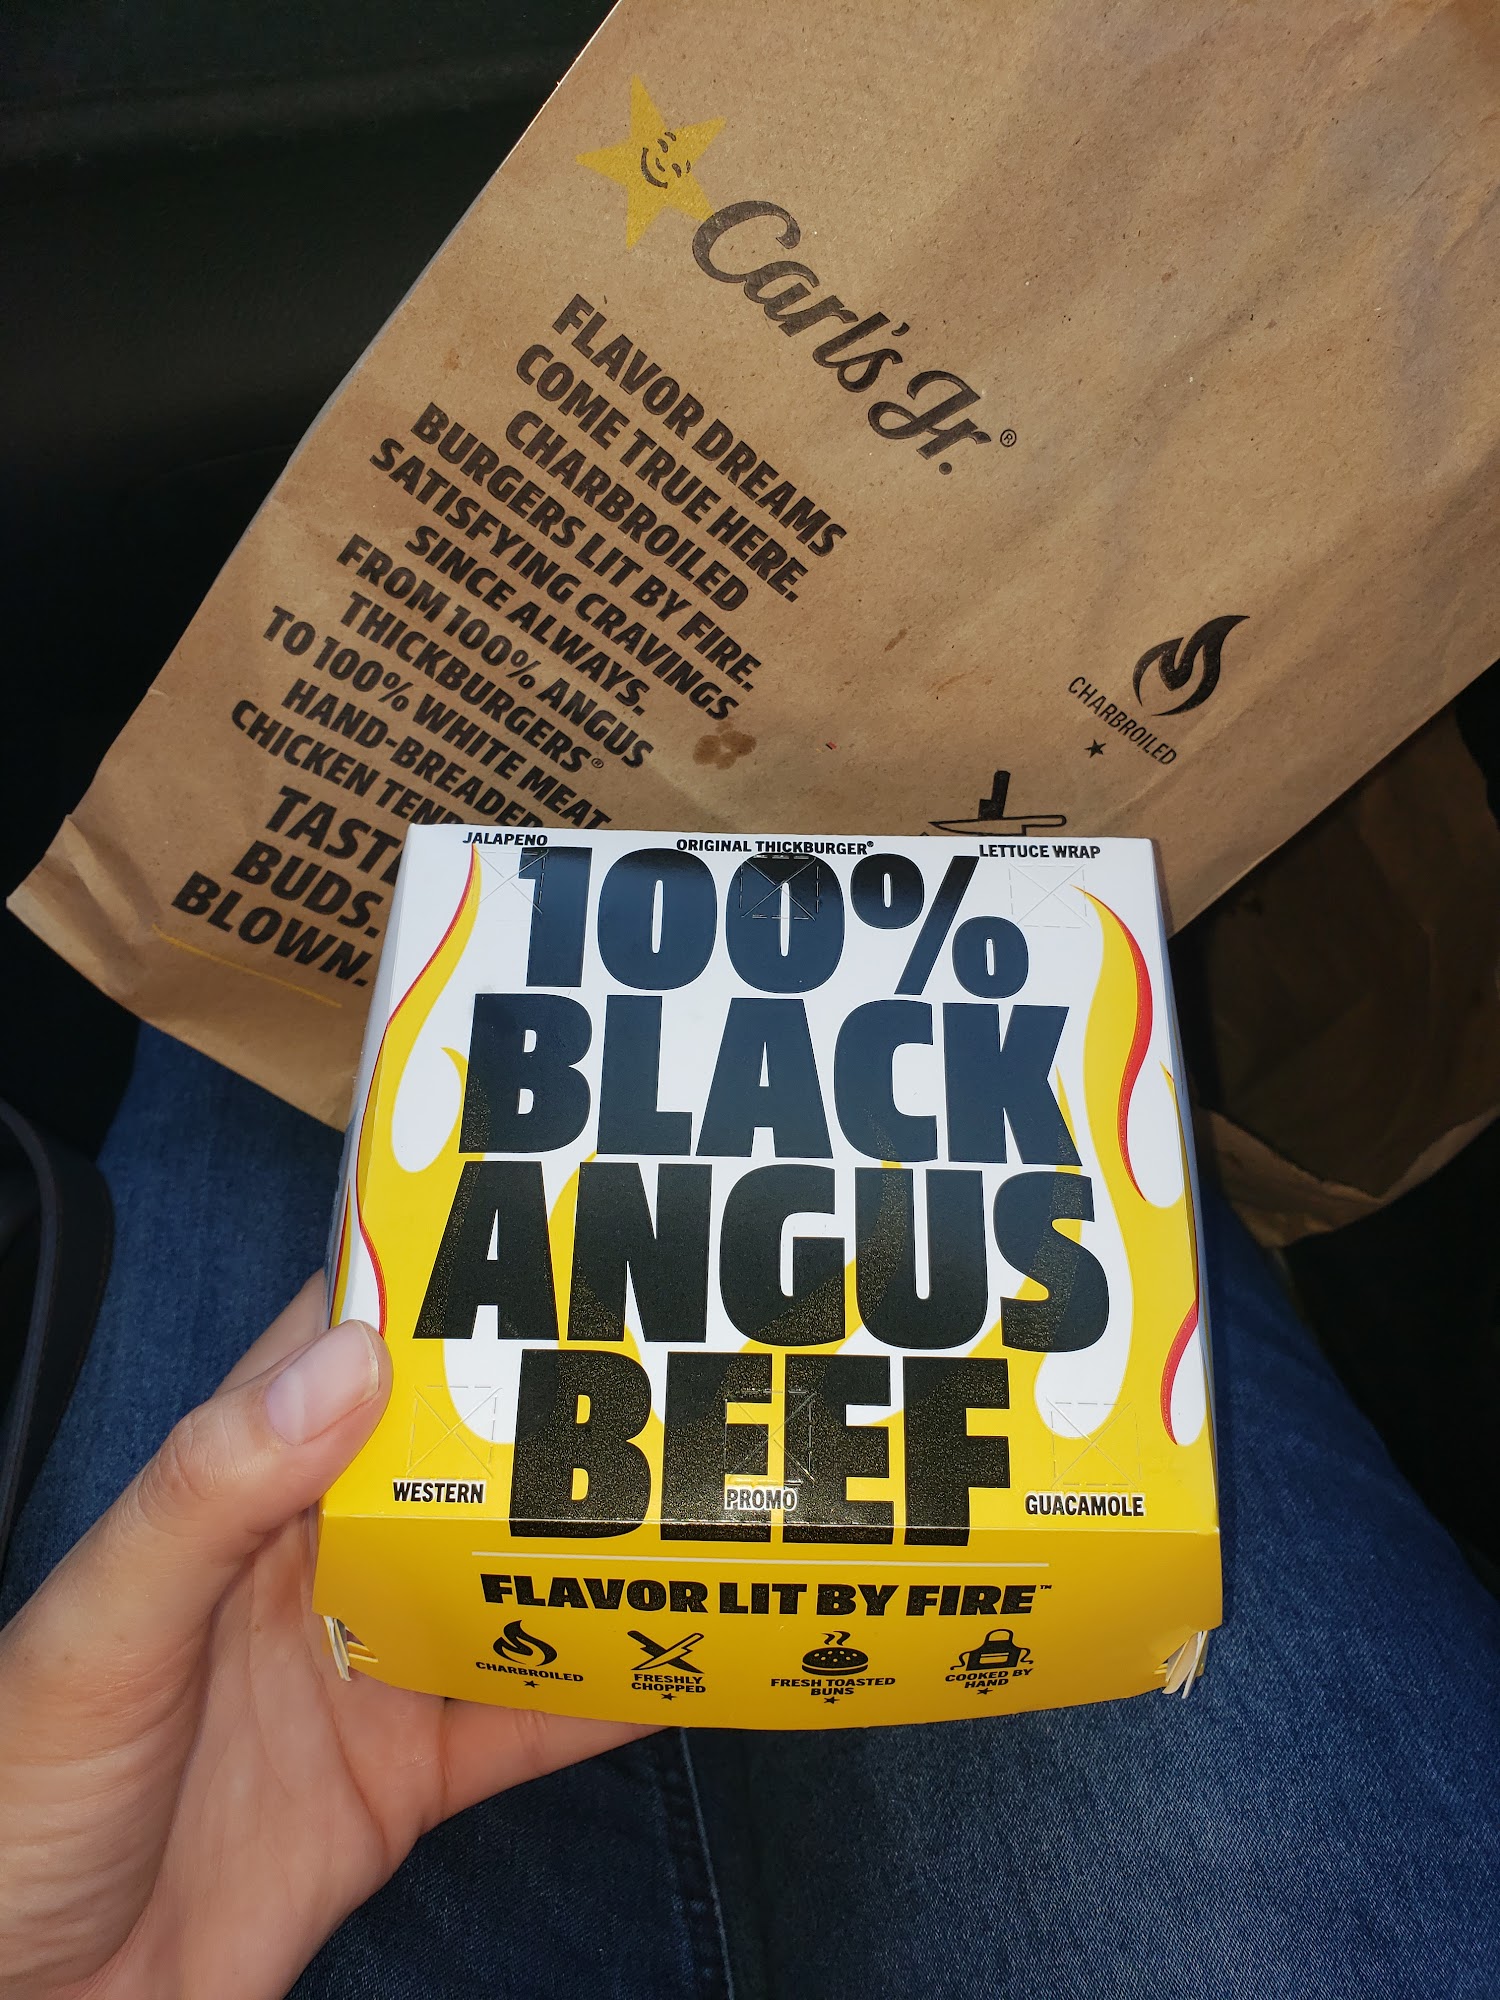 Carl's Jr.®
FLAVOR DREAMS
COME TRUE HERE.
CHARBROILED
BURGERS LIT BY FIRE.
SATISFYING CRAVINGS
SINCE ALWAYS.
FROM 100% ANGUS
THICKBURGERS®
TO 100% WHITE MEAT
HAND-BREADED
CHICKEN
BUDS.
BLOWN.
CHARBROILED
JALAPENO
ORIGINAL THICKBURGER®
LETTUCE WRAP
100%
BLACK
ANGUS
BEEF
WESTERN
PROMO
GUACAMOLE
FLAVOR LIT BY FIRE™
CHARBROILED
FRESHLY
CHOPPED
FRESH TOASTED
BUNS
COOKED BY
HAND